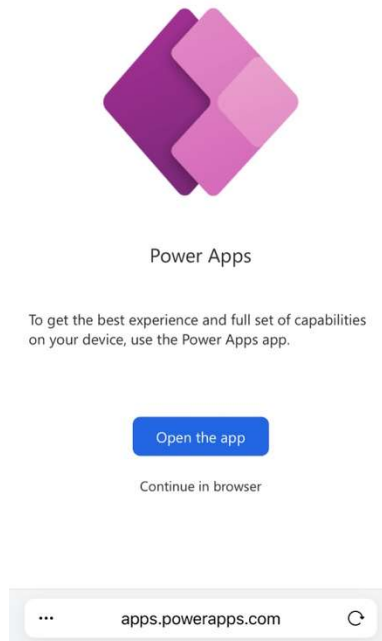 Power Apps
To get the best experience and full set of capabilities
on your device, use the Power Apps app.
Open the app
Continue in browser
... apps.powerapps.com